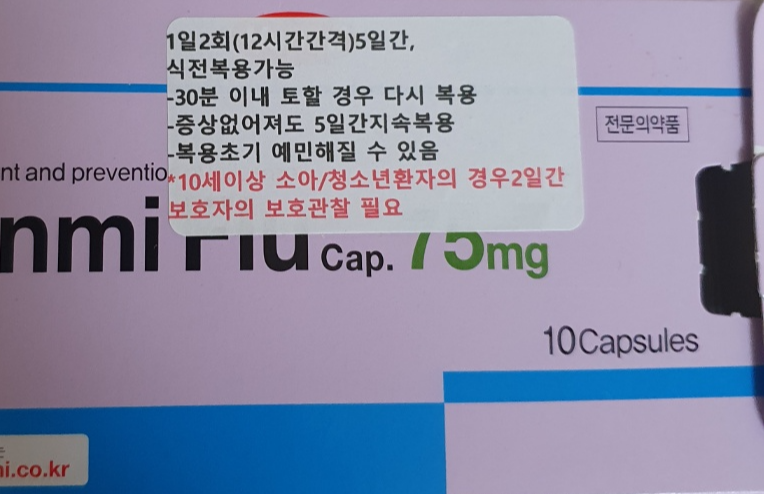 1일2회(12시간간격)5일간,
식전복용가능
-30분 이내 토할 경우 다시 복용
-증상없어져도 5일간지속복용
-복용초기 예민해질 수 있음
*10세이상 소아/청소년환자의 경우2일간
보호자의 보호관찰 필요
전문의약품
nt and preventio
nmi Flu Cap. 75mg
10Capsules
ni.co.kr